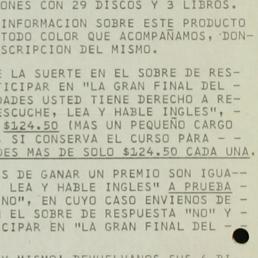 ONES CON 29 DISCOS Y 3 LIBROS.
INFORMACION SOBRE ESTE PRODUCTO
TODO COLOR QUE ACOMPAÑAMOS, DON-
SCRIPCION DEL MISMO.
E LA SUERTE EN EL SOBRE DE RES-
TICIPAR EN "LA GRAN FINAL DEL -
DADES USTED TIENE DERECHO A RE-
ESCUCHE, LEA Y HABLE INGLES", -
$124.50 (MAS UN PEQUEÑO CARGO
SI CONSERVA EL CURSO PARA --
DES MAS DE SOLO $124.50 CADA UNA.
S DE GANAR UN PREMIO SON IGUA--
LEA Y HABLE INGLES" A PRUEBA -
NO", EN CUYO CASO ENVIENOS DE -
N EL SOBRE DE RESPUESTA "NO" Y -
CIPAR EN "LA GRAN FINAL DEL -